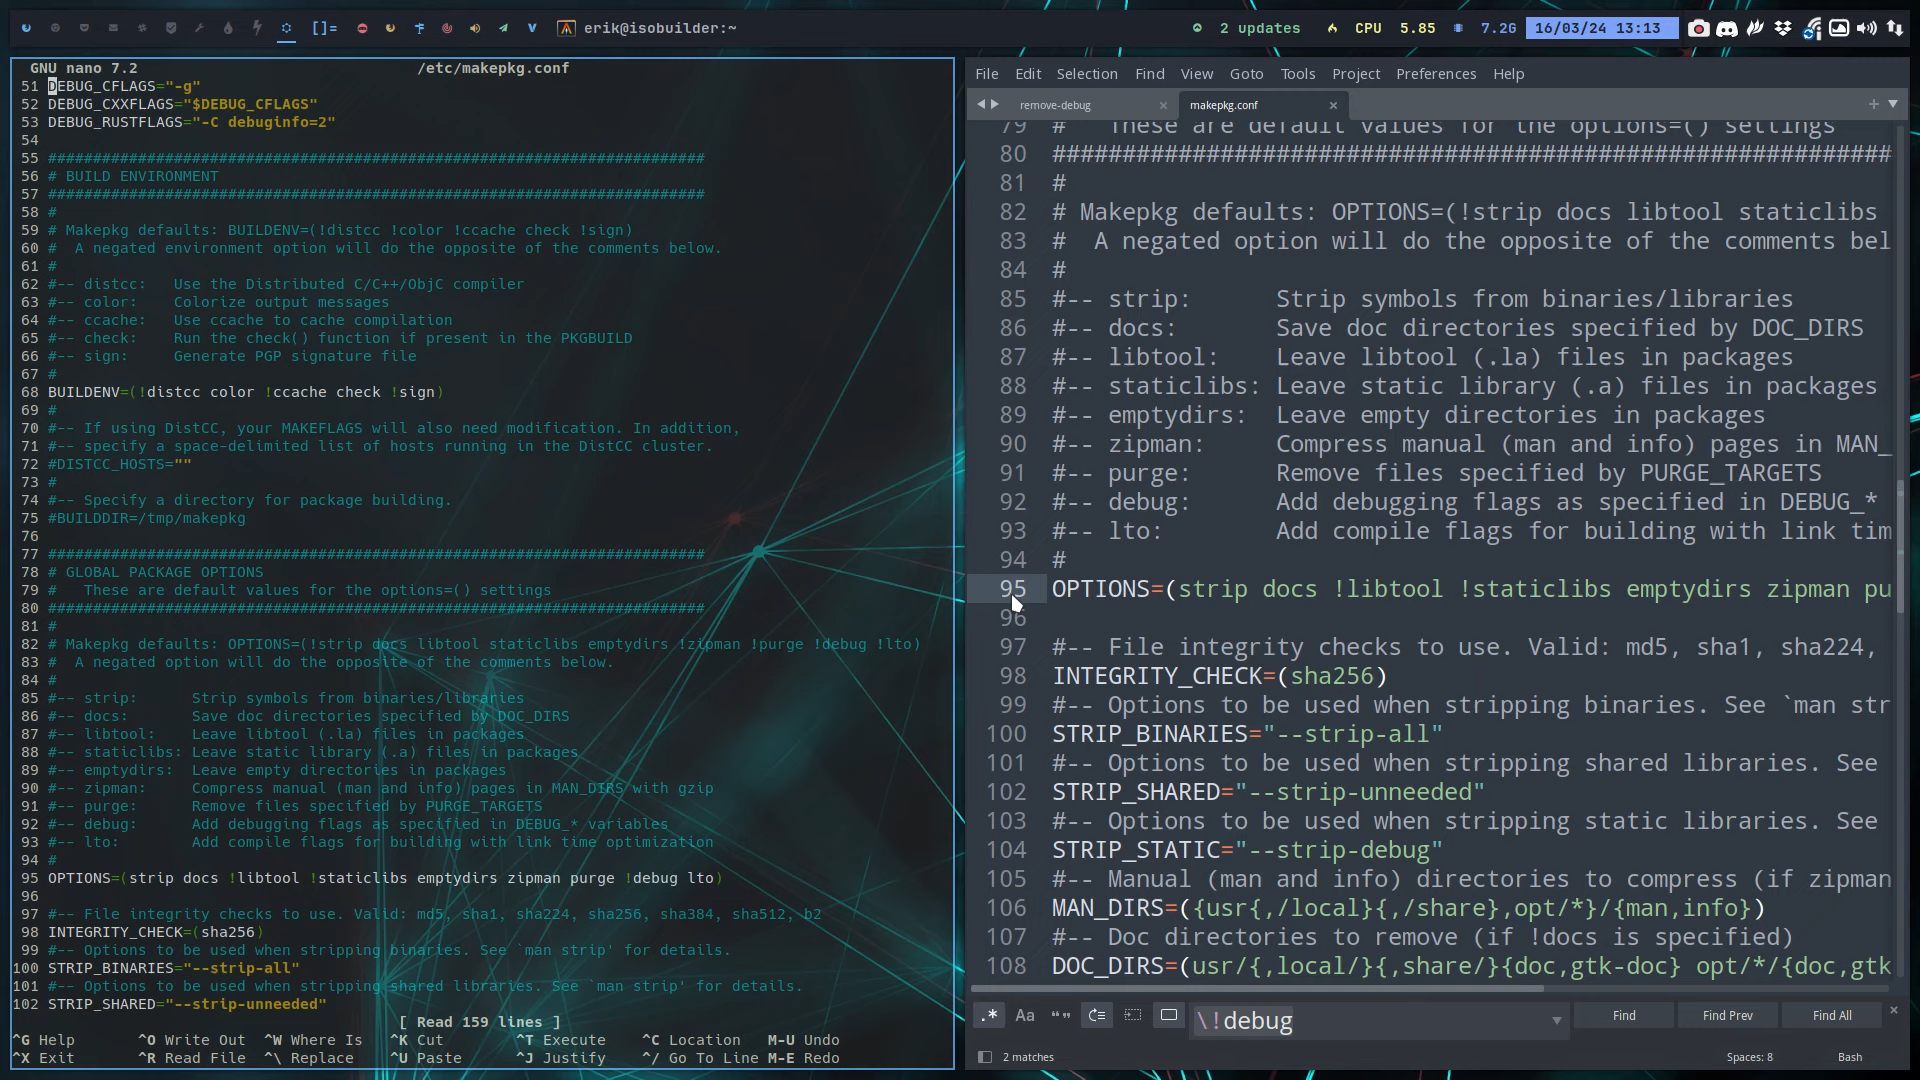 []= erik@isobuilder:~ 2 updates CPU 5.85 7.2G 16/03/24 13:13
GNU nano 7.2 /etc/makepkg.conf
51 DEBUG_CFLAGS="-g"
52 DEBUG_CXXFLAGS="$DEBUG_CFLAGS"
53 DEBUG_RUSTFLAGS="-C debuginfo=2"
54
55 #########################################################################
56 # BUILD ENVIRONMENT
57 #########################################################################
58 #
59 # Makepkg defaults: BUILDENV=(!distcc !color !ccache check !sign)
60 #  A negated environment option will do the opposite of the comments below.
61 #
62 #-- distcc:   Use the Distributed C/C++/ObjC compiler
63 #-- color:    Colorize output messages
64 #-- ccache:   Use ccache to cache compilation
65 #-- check:    Run the check() function if present in the PKGBUILD
66 #-- sign:     Generate PGP signature file
67 #
68 BUILDENV=(!distcc color !ccache check !sign)
69 #
70 #-- If using DistCC, your MAKEFLAGS will also need modification. In addition,
71 #-- specify a space-delimited list of hosts running in the DistCC cluster.
72 #DISTCC_HOSTS=""
73 #
74 #-- Specify a directory for package building.
75 #BUILDDIR=/tmp/makepkg
76
77 #########################################################################
78 # GLOBAL PACKAGE OPTIONS
79 #   These are default values for the options=() settings
80 #########################################################################
81 #
82 # Makepkg defaults: OPTIONS=(!strip docs libtool staticlibs emptydirs !zipman !purge !debug !lto)
83 #  A negated option will do the opposite of the comments below.
84 #
85 #-- strip:      Strip symbols from binaries/libraries
86 #-- docs:       Save doc directories specified by DOC_DIRS
87 #-- libtool:    Leave libtool (.la) files in packages
88 #-- staticlibs: Leave static library (.a) files in packages
89 #-- emptydirs:  Leave empty directories in packages
90 #-- zipman:     Compress manual (man and info) pages in MAN_DIRS with gzip
91 #-- purge:      Remove files specified by PURGE_TARGETS
92 #-- debug:      Add debugging flags as specified in DEBUG_* variables
93 #-- lto:        Add compile flags for building with link time optimization
94 #
95 OPTIONS=(strip docs !libtool !staticlibs emptydirs zipman purge !debug lto)
96
97 #-- File integrity checks to use. Valid: md5, sha1, sha224, sha256, sha384, sha512, b2
98 INTEGRITY_CHECK=(sha256)
99 #-- Options to be used when stripping binaries. See `man strip' for details.
100 STRIP_BINARIES="--strip-all"
101 #-- Options to be used when stripping shared libraries. See `man strip' for details.
102 STRIP_SHARED="--strip-unneeded"
[ Read 159 lines ]
^G Help ^O Write Out ^W Where Is ^K Cut ^T Execute ^C Location M-U Undo
^X Exit ^R Read File ^\ Replace ^U Paste ^J Justify ^/ Go To Line M-E Redo
File Edit Selection Find View Goto Tools Project Preferences Help
remove-debug makepkg.conf
79 #   These are default values for the options=() settings
80 ############################################################
81 #
82 # Makepkg defaults: OPTIONS=(!strip docs libtool staticlibs
83 #  A negated option will do the opposite of the comments bel
84 #
85 #-- strip:      Strip symbols from binaries/libraries
86 #-- docs:       Save doc directories specified by DOC_DIRS
87 #-- libtool:    Leave libtool (.la) files in packages
88 #-- staticlibs: Leave static library (.a) files in packages
89 #-- emptydirs:  Leave empty directories in packages
90 #-- zipman:     Compress manual (man and info) pages in MAN_
91 #-- purge:      Remove files specified by PURGE_TARGETS
92 #-- debug:      Add debugging flags as specified in DEBUG_*
93 #-- lto:        Add compile flags for building with link tim
94 #
95 OPTIONS=(strip docs !libtool !staticlibs emptydirs zipman pu
96
97 #-- File integrity checks to use. Valid: md5, sha1, sha224,
98 INTEGRITY_CHECK=(sha256)
99 #-- Options to be used when stripping binaries. See `man str
100 STRIP_BINARIES="--strip-all"
101 #-- Options to be used when stripping shared libraries. See
102 STRIP_SHARED="--strip-unneeded"
103 #-- Options to be used when stripping static libraries. See
104 STRIP_STATIC="--strip-debug"
105 #-- Manual (man and info) directories to compress (if zipman
106 MAN_DIRS=({usr{,/local}{,/share},opt/*}/{man,info})
107 #-- Doc directories to remove (if !docs is specified)
108 DOC_DIRS=(usr/{,local/}{,share/}{doc,gtk-doc} opt/*/{doc,gtk
.* Aa “” \!debug Find Find Prev Find All
2 matches Spaces: 8 Bash